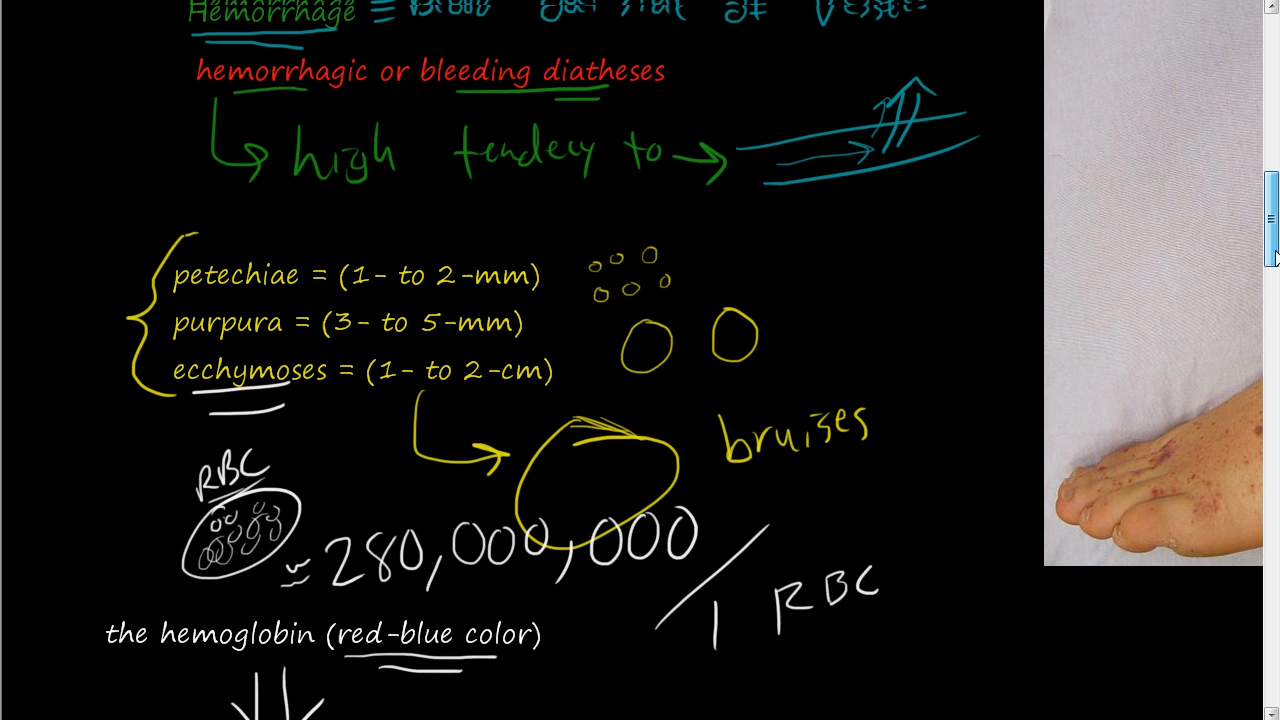 Hemorrhage =
hemorrhagic or bleeding diatheses
high tendecy to
petechiae = (1- to 2-mm)
purpura = (3- to 5-mm)
ecchymoses = (1- to 2-cm)
bruises
RBC
≃ 280,000,000 / 1 RBC
the hemoglobin (red-blue color)